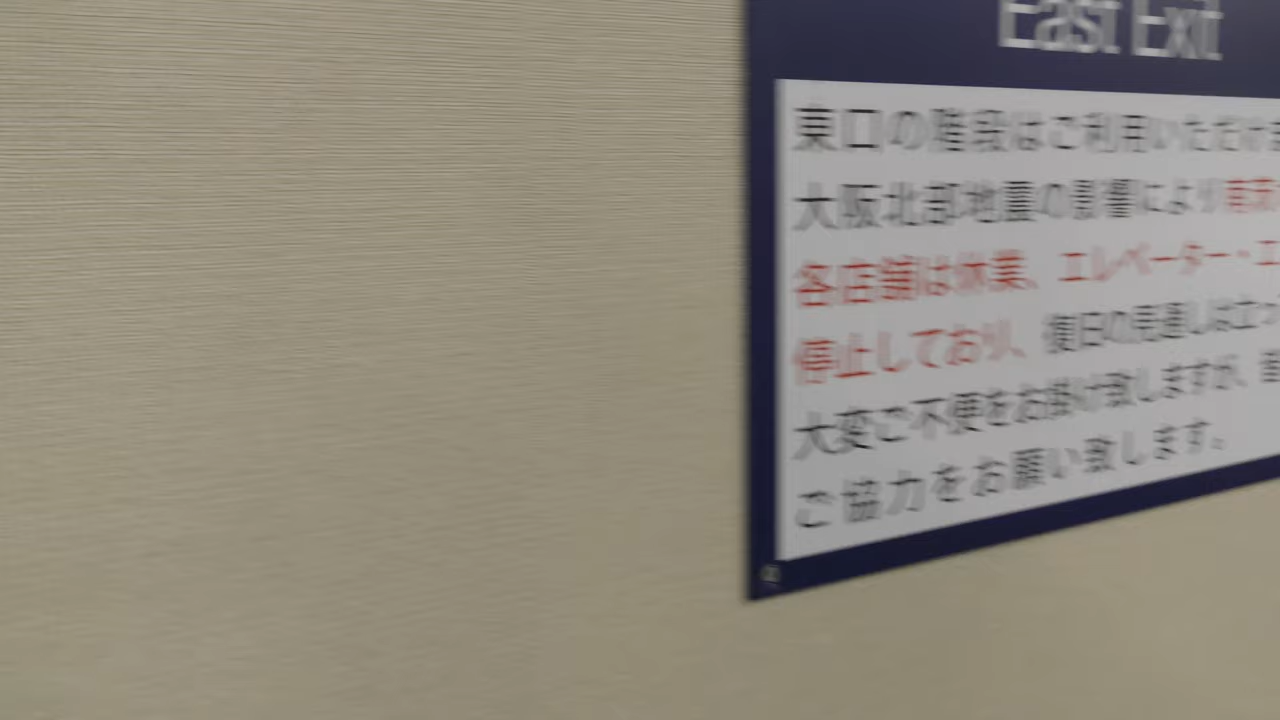 East Exit
東口の階段はご利用いただけま
大阪北部地震の影響により
各店舗は休業、エレベーター・エ
停止しており、復旧の見通しは立っ
大変ご不便をお掛け致しますが、
ご協力をお願い致します。